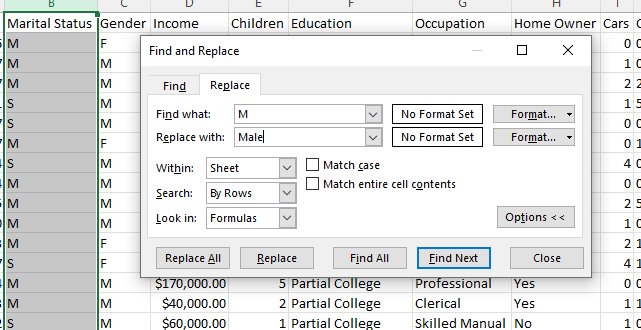 B C D E F G H I
Marital Status Gender Income Children Education Occupation Home Owner Cars
M F 0
Find and Replace
M M 1
M M 2
Find Replace
S M 1
Find what: M No Format Set Format...
S M 0
Replace with: Male No Format Set Format...
M F 0
S M 4
Within: Sheet Match case
M M 0
Search: By Rows Match entire cell contents
M M 2
Look in: Formulas
M M 1
Options <<
M F 2
Replace All Replace Find All Find Next Close
S F 4
M M $170,000.00 5 Partial College Professional Yes
M M $40,000.00 2 Partial College Clerical Yes 1
S M $60,000.00 1 Partial College Skilled Manual No 1